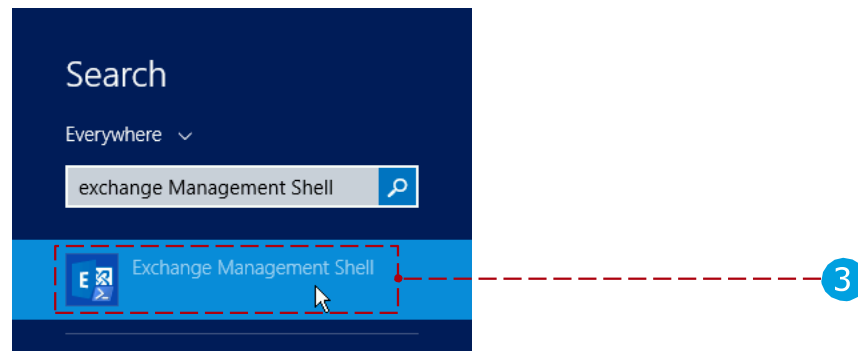 Search
Everywhere
exchange Management Shell
Exchange Management Shell
3